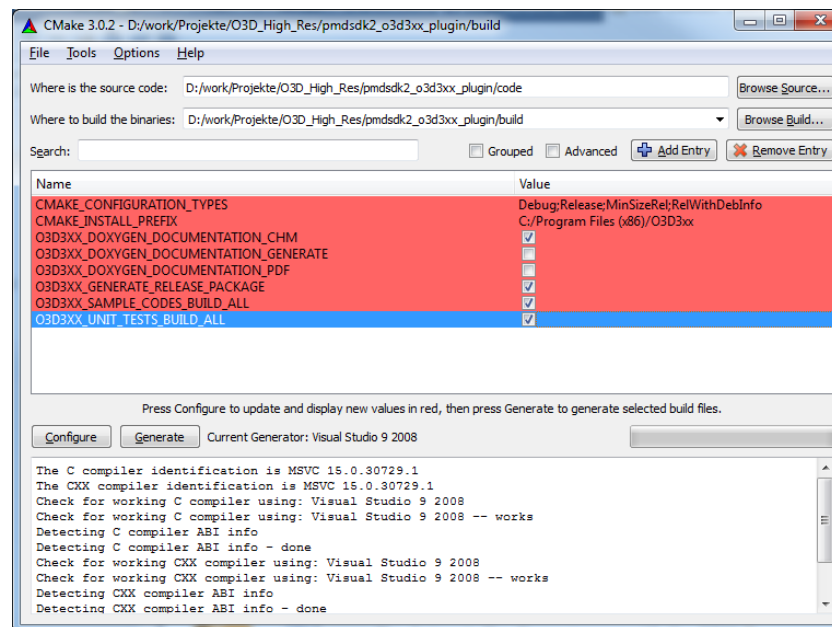 CMake 3.0.2 - D:/work/Projekte/O3D_High_Res/pmdsdk2_o3d3xx_plugin/build
File Tools Options Help
Where is the source code: D:/work/Projekte/O3D_High_Res/pmdsdk2_o3d3xx_plugin/code Browse Source...
Where to build the binaries: D:/work/Projekte/O3D_High_Res/pmdsdk2_o3d3xx_plugin/build Browse Build...
Search: Grouped Advanced Add Entry Remove Entry
Name Value
CMAKE_CONFIGURATION_TYPES Debug;Release;MinSizeRel;RelWithDebInfo
CMAKE_INSTALL_PREFIX C:/Program Files (x86)/O3D3xx
O3D3XX_DOXYGEN_DOCUMENTATION_CHM
O3D3XX_DOXYGEN_DOCUMENTATION_GENERATE
O3D3XX_DOXYGEN_DOCUMENTATION_PDF
O3D3XX_GENERATE_RELEASE_PACKAGE
O3D3XX_SAMPLE_CODES_BUILD_ALL
O3D3XX_UNIT_TESTS_BUILD_ALL
Press Configure to update and display new values in red, then press Generate to generate selected build files.
Configure Generate Current Generator: Visual Studio 9 2008
The C compiler identification is MSVC 15.0.30729.1
The CXX compiler identification is MSVC 15.0.30729.1
Check for working C compiler using: Visual Studio 9 2008
Check for working C compiler using: Visual Studio 9 2008 -- works
Detecting C compiler ABI info
Detecting C compiler ABI info - done
Check for working CXX compiler using: Visual Studio 9 2008
Check for working CXX compiler using: Visual Studio 9 2008 -- works
Detecting CXX compiler ABI info
Detecting CXX compiler ABI info - done